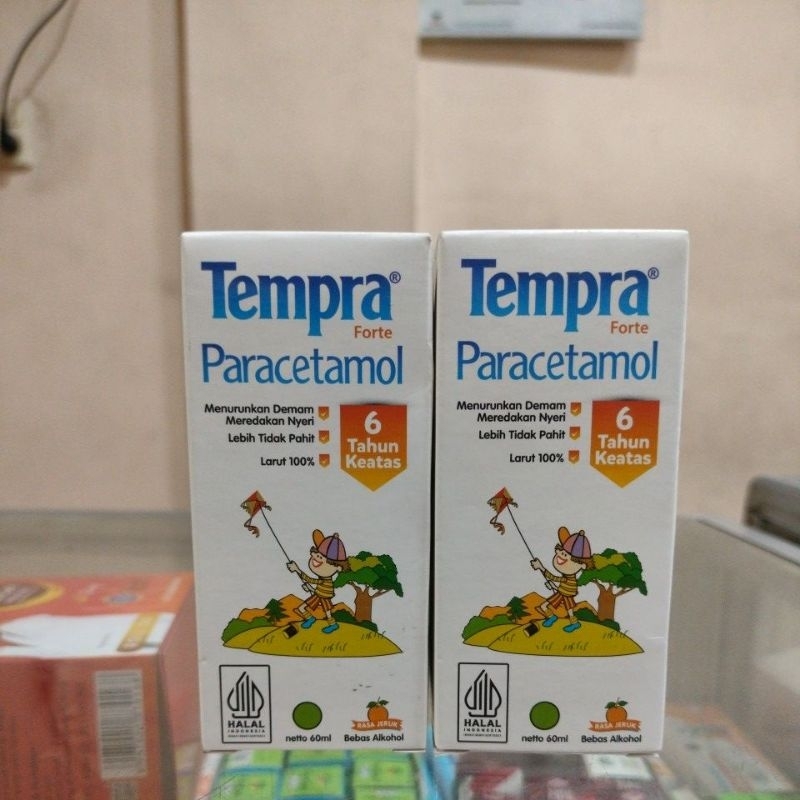 Tempra®
Forte
Paracetamol
Menurunkan Demam
Meredakan Nyeri
Lebih Tidak Pahit
Larut 100%
6
Tahun
Keatas
HALAL
INDONESIA
netto 60ml
RASA JERUK
Bebas Alkohol
Tempra®
Forte
Paracetamol
Menurunkan Demam
Meredakan Nyeri
Lebih Tidak Pahit
Larut 100%
6
Tahun
Keatas
HALAL
INDONESIA
netto 60ml
RASA JERUK
Bebas Alkohol